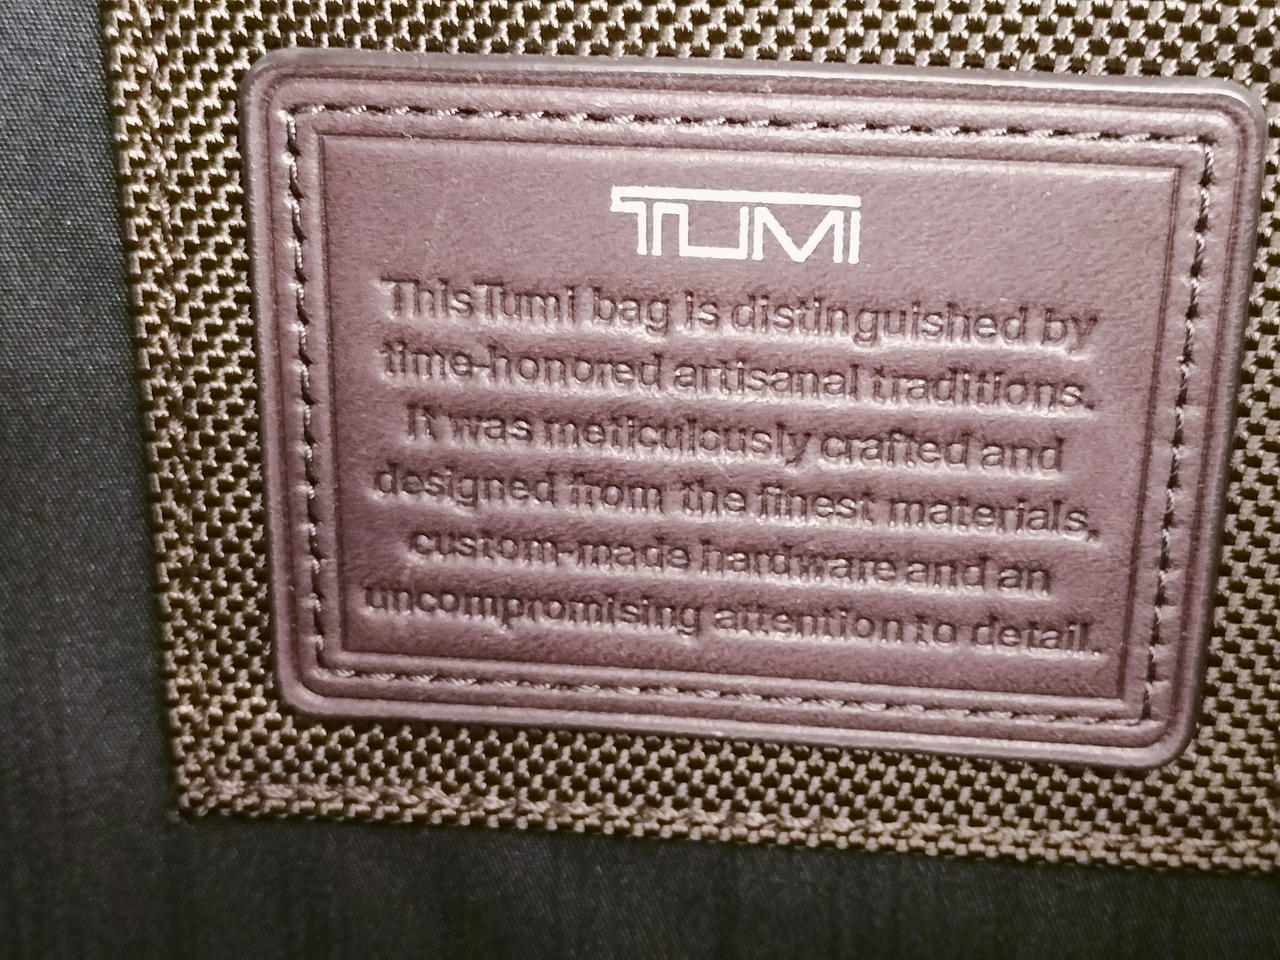 TUMI
This Tumi bag is distinguished by
time-honored artisanal traditions.
It was meticulously crafted and
designed from the finest materials,
custom-made hardware and an
uncompromising attention to detail.